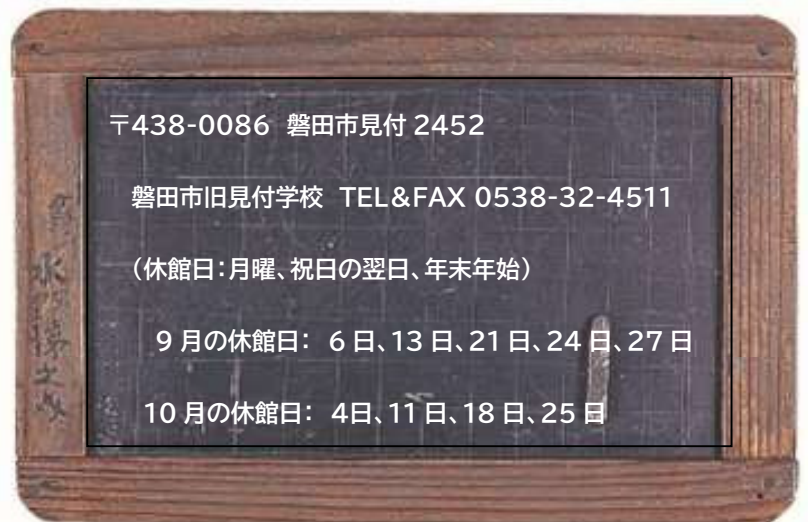 〒438-0086 磐田市見付 2452
磐田市旧見付学校 TEL&FAX 0538-32-4511
(休館日:月曜、祝日の翌日、年末年始)
9 月の休館日: 6 日、13 日、21 日、24 日、27 日
10 月の休館日: 4日、11 日、18 日、25 日